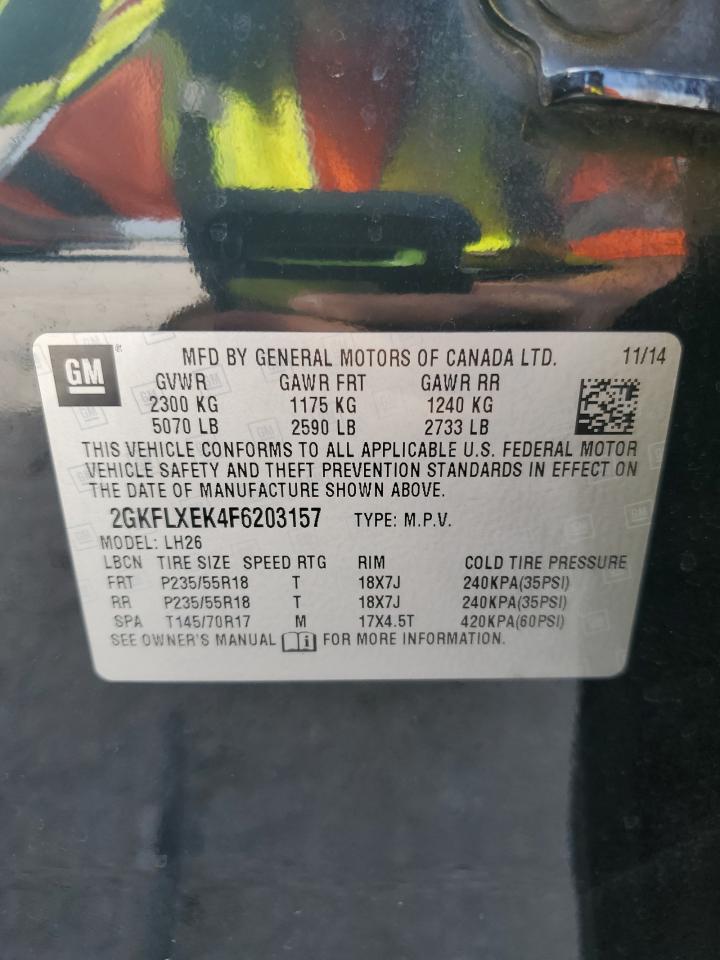 GM
MFD BY GENERAL MOTORS OF CANADA LTD. 11/14
GVWR GAWR FRT GAWR RR
2300 KG 1175 KG 1240 KG
5070 LB 2590 LB 2733 LB
THIS VEHICLE CONFORMS TO ALL APPLICABLE U.S. FEDERAL MOTOR
VEHICLE SAFETY AND THEFT PREVENTION STANDARDS IN EFFECT ON
THE DATE OF MANUFACTURE SHOWN ABOVE.
2GKFLXEK4F6203157 TYPE: M.P.V.
MODEL: LH26
LBCN TIRE SIZE SPEED RTG RIM COLD TIRE PRESSURE
FRT P235/55R18 T 18X7J 240KPA(35PSI)
RR P235/55R18 T 18X7J 240KPA(35PSI)
SPA T145/70R17 M 17X4.5T 420KPA(60PSI)
SEE OWNER'S MANUAL i FOR MORE INFORMATION.